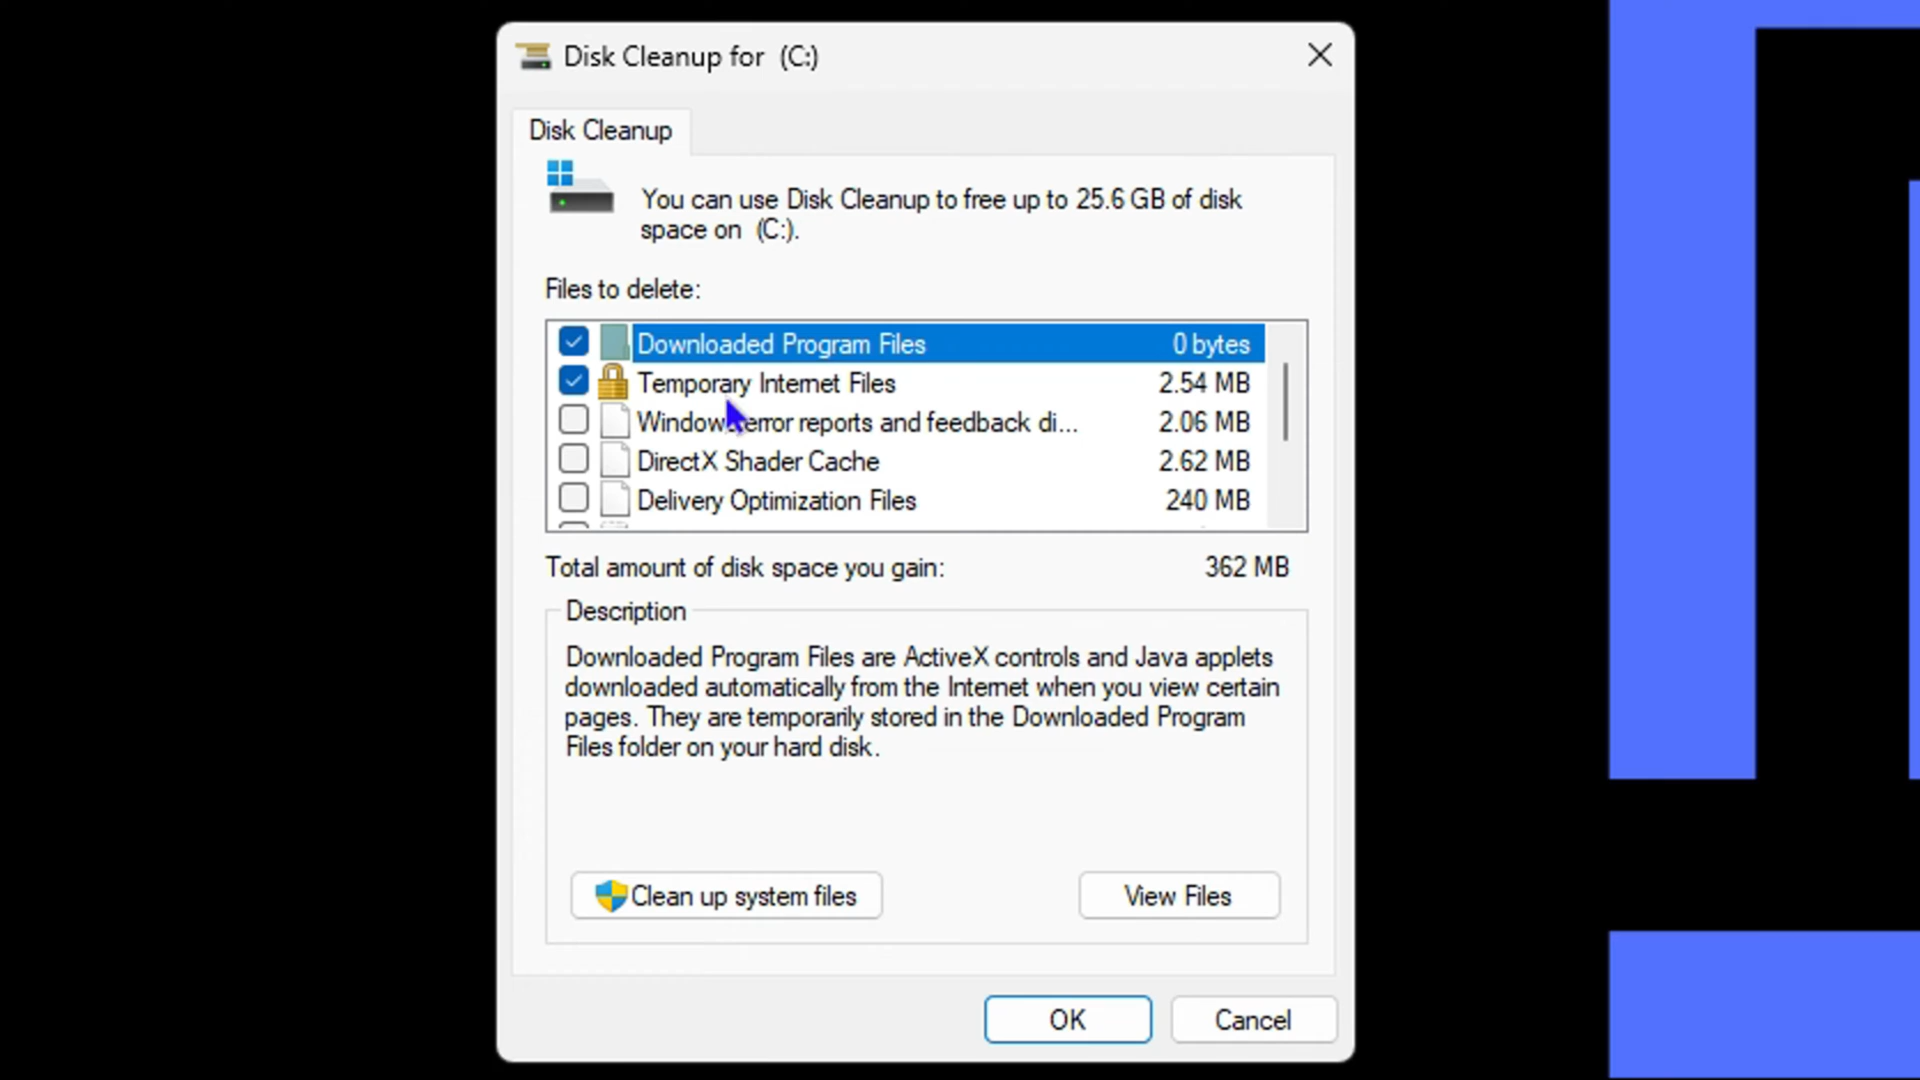 Disk Cleanup for (C:)
Disk Cleanup
You can use Disk Cleanup to free up to 25.6 GB of disk
space on (C:).
Files to delete:
Downloaded Program Files 0 bytes
Temporary Internet Files 2.54 MB
Window error reports and feedback di... 2.06 MB
DirectX Shader Cache 2.62 MB
Delivery Optimization Files 240 MB
Total amount of disk space you gain: 362 MB
Description
Downloaded Program Files are ActiveX controls and Java applets
downloaded automatically from the Internet when you view certain
pages. They are temporarily stored in the Downloaded Program
Files folder on your hard disk.
Clean up system files View Files
OK Cancel